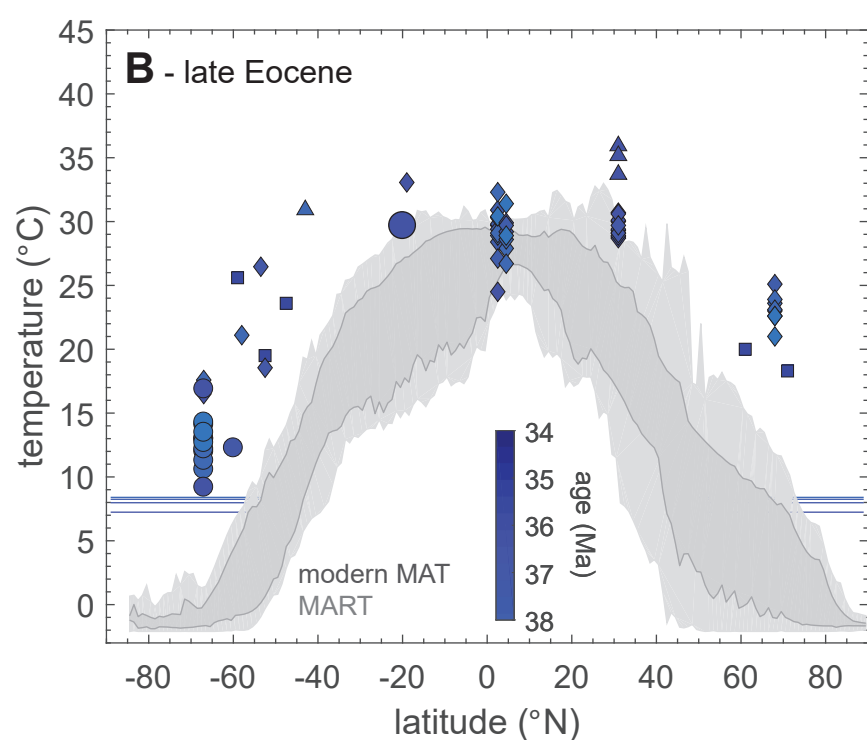 B - late Eocene
45
40
35
30
25
20
15
10
5
0
temperature (°C)
modern MAT
MART
34
35
36
37
38
age (Ma)
-80 -60 -40 -20 0 20 40 60 80
latitude (°N)